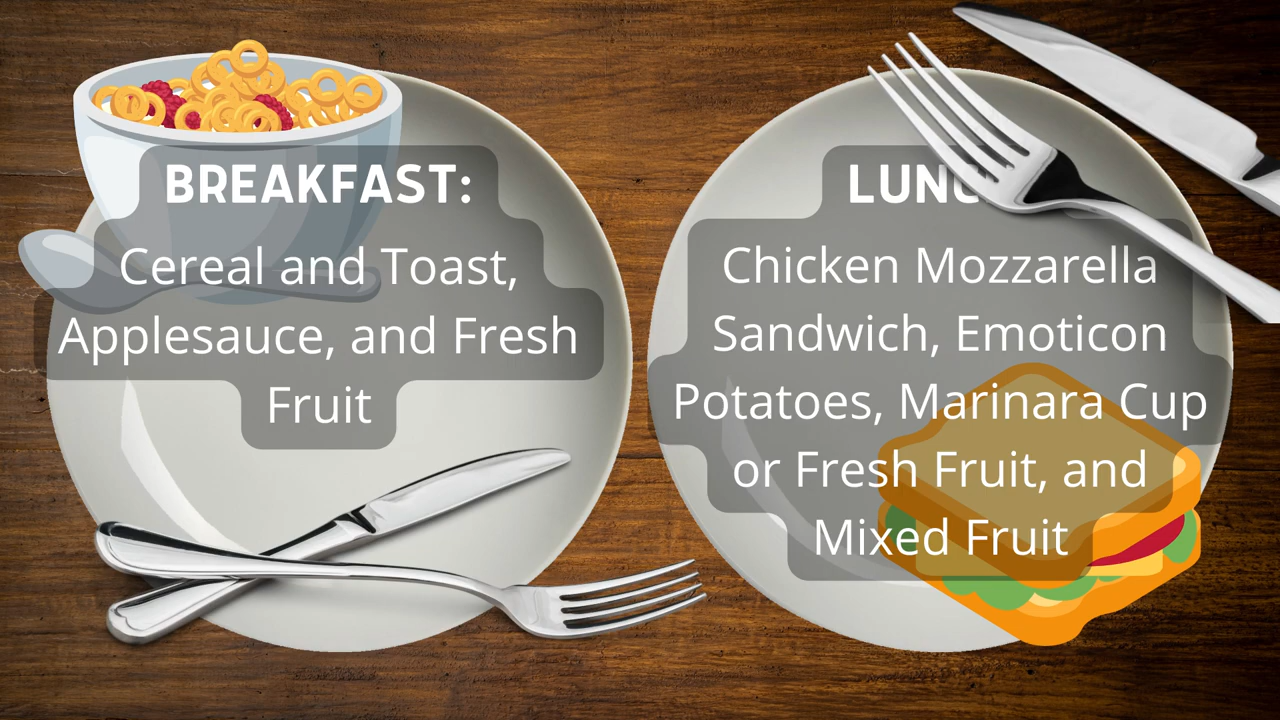 BREAKFAST:
Cereal and Toast,
Applesauce, and Fresh
Fruit
Chicken Mozzarella
Sandwich, Emoticon
Potatoes, Marinara Cup
or Fresh Fruit, and
Mixed Fruit